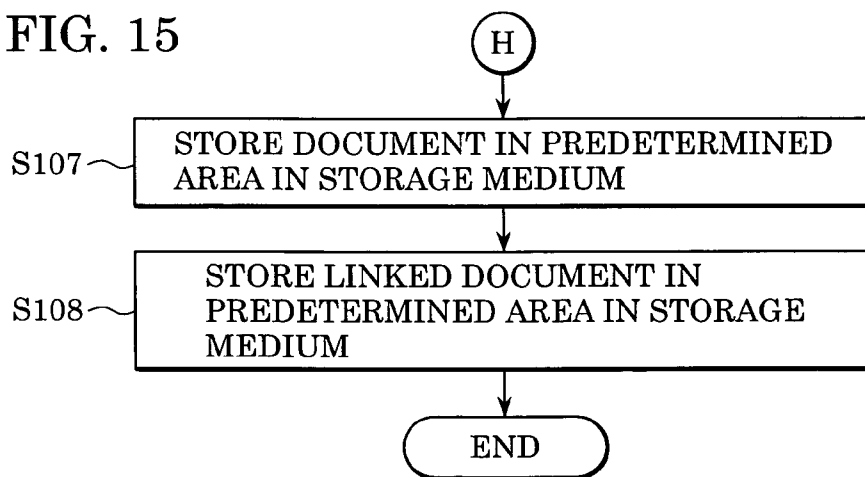 FIG. 15
H
S107
STORE DOCUMENT IN PREDETERMINED
AREA IN STORAGE MEDIUM
S108
STORE LINKED DOCUMENT IN
PREDETERMINED AREA IN STORAGE
MEDIUM
END